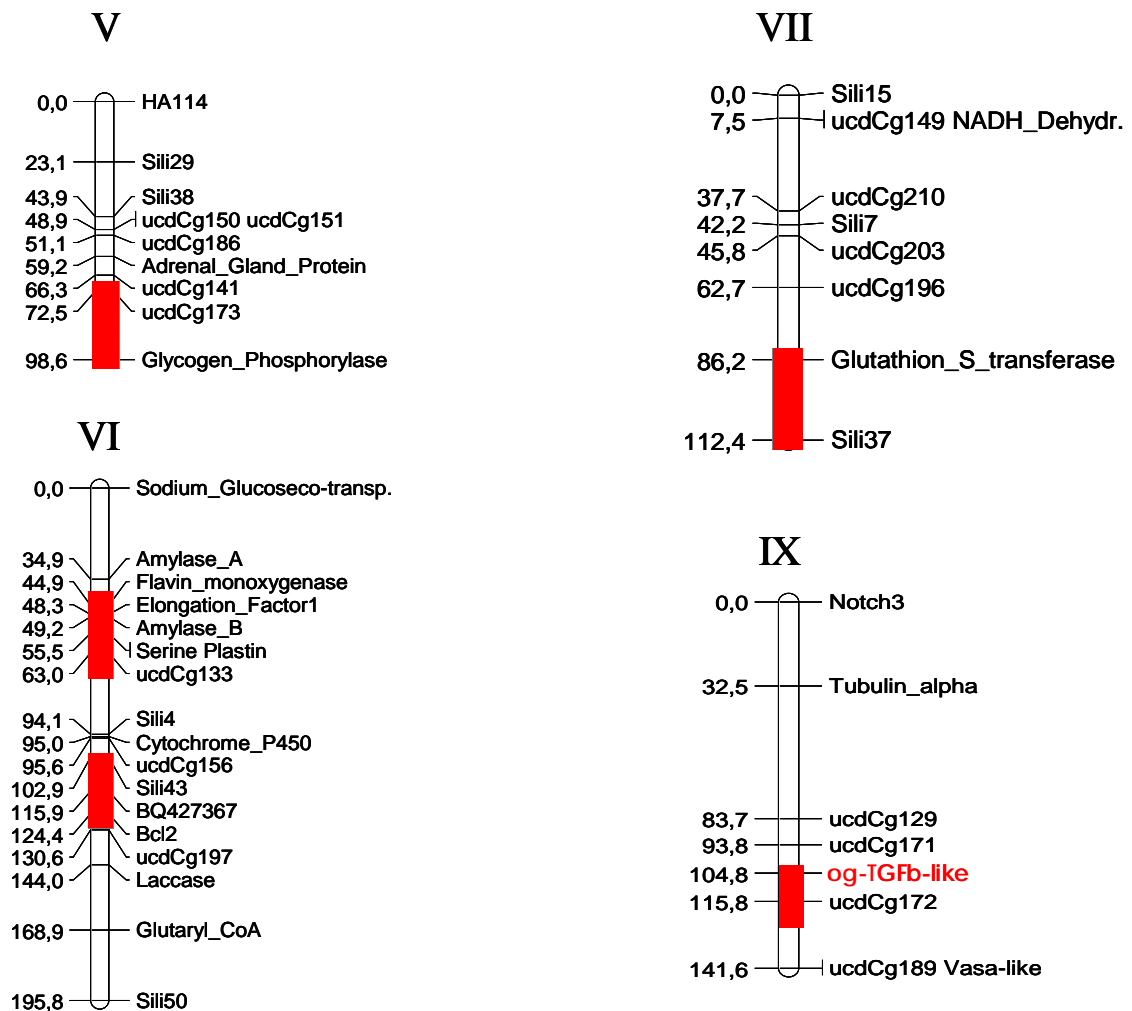 V
0,0 HA114
23,1 Sili29
43,9 Sili38
48,9 ucdCg150 ucdCg151
51,1 ucdCg186
59,2 Adrenal_Gland_Protein
66,3 ucdCg141
72,5 ucdCg173
98,6 Glycogen_Phosphorylase
VI
0,0 Sodium_Glucoseco-transp.
34,9 Amylase_A
44,9 Flavin_monoxygenase
48,3 Elongation_Factor1
49,2 Amylase_B
55,5 Serine Plastin
63,0 ucdCg133
94,1 Sili4
95,0 Cytochrome_P450
95,6 ucdCg156
102,9 Sili43
115,9 BQ427367
124,4 Bcl2
130,6 ucdCg197
144,0 Laccase
168,9 Glutaryl_CoA
195,8 Sili50
VII
0,0 Sili15
7,5 ucdCg149 NADH_Dehydr.
37,7 ucdCg210
42,2 Sili7
45,8 ucdCg203
62,7 ucdCg196
86,2 Glutathion_S_transferase
112,4 Sili37
IX
0,0 Notch3
32,5 Tubulin_alpha
83,7 ucdCg129
93,8 ucdCg171
104,8 og-TGFb-like
115,8 ucdCg172
141,6 ucdCg189 Vasa-like